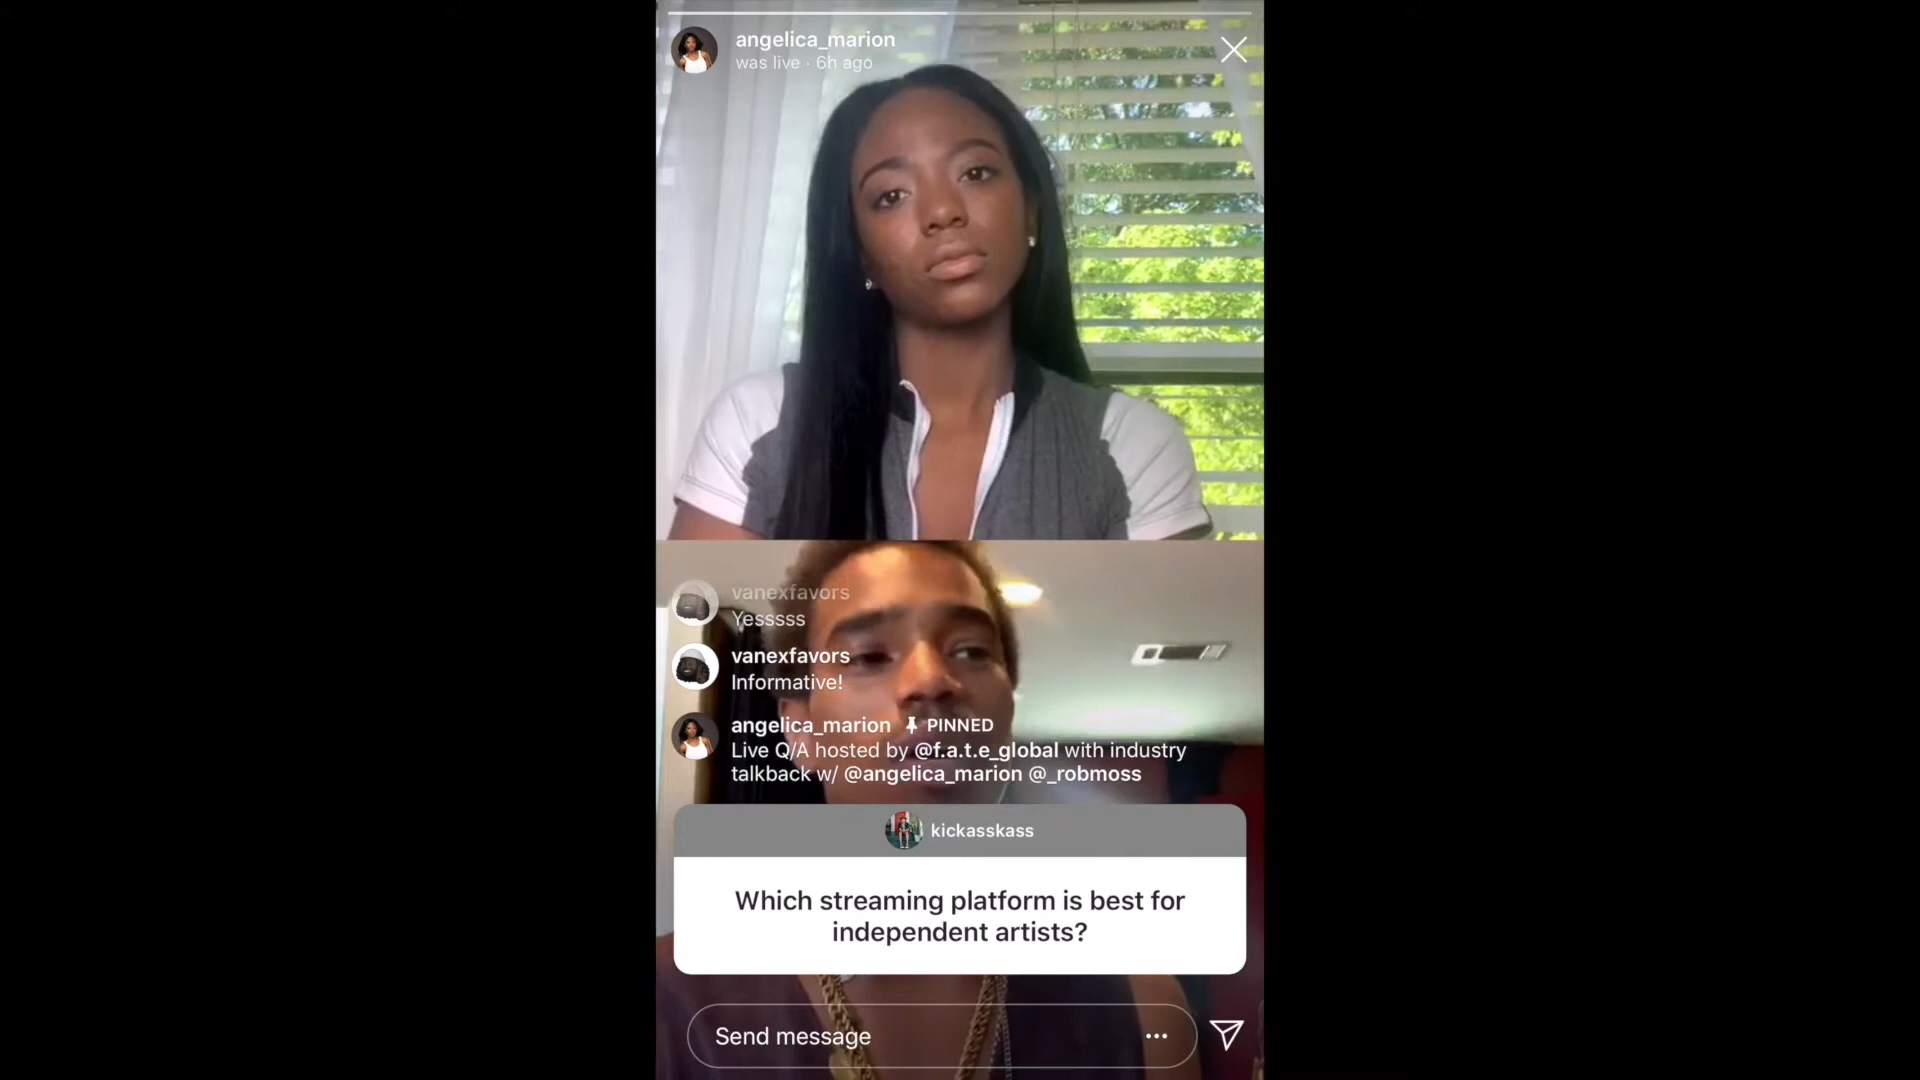 angelica_marion
was live · 6h ago
vanexfavors
Yesssss
vanexfavors
Informative!
angelica_marion PINNED
Live Q/A hosted by @f.a.t.e_global with industry
talkback w/ @angelica_marion @_robmoss
kickasskass
Which streaming platform is best for
independent artists?
Send message